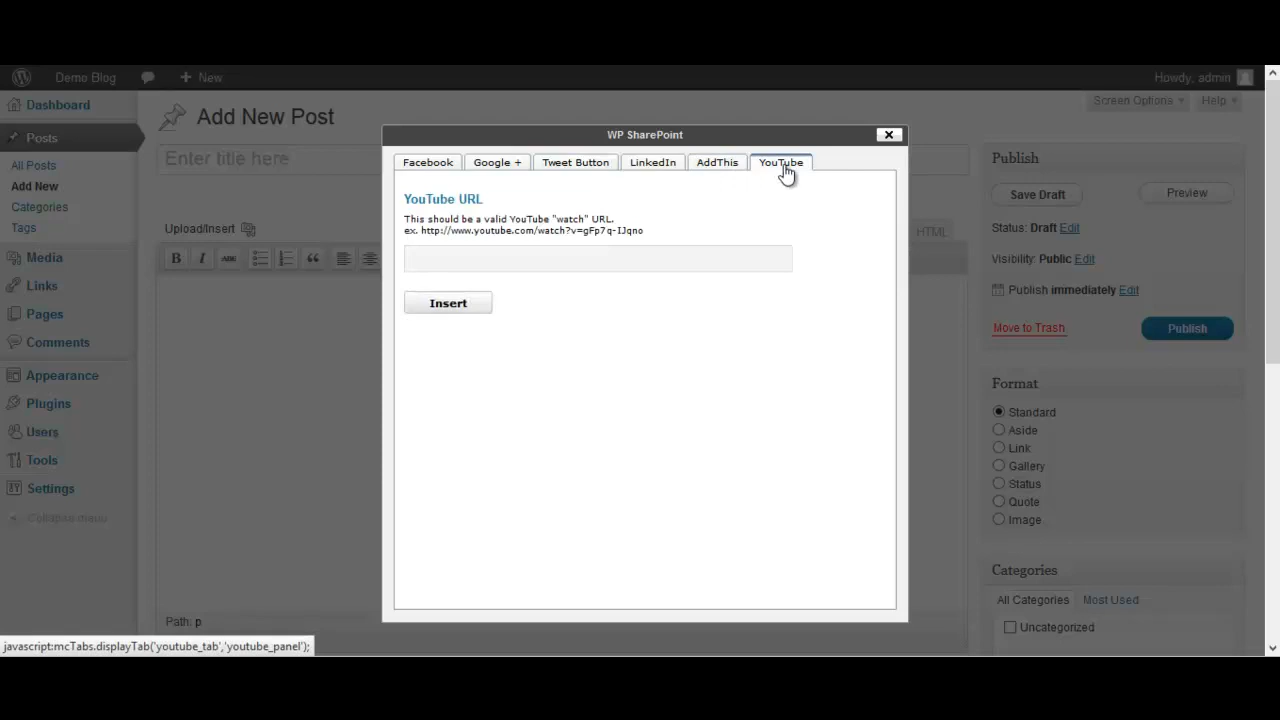 Demo Blog
New
Howdy, admin
Dashboard
Posts
All Posts
Add New
Categories
Tags
Media
Links
Pages
Comments
Appearance
Plugins
Users
Tools
Settings
Collapse menu
Add New Post
Screen Options
Help
Enter title here
Upload/Insert
HTML
B I ABC
Path: p
WP SharePoint
Facebook Google + Tweet Button LinkedIn AddThis YouTube
YouTube URL
This should be a valid YouTube "watch" URL.
ex. http://www.youtube.com/watch?v=gFp7q-IJqno
Insert
Publish
Save Draft Preview
Status: Draft Edit
Visibility: Public Edit
Publish immediately Edit
Move to Trash Publish
Format
Standard
Aside
Link
Gallery
Status
Quote
Image
Categories
All Categories Most Used
Uncategorized
javascript:mcTabs.displayTab('youtube_tab','youtube_panel');